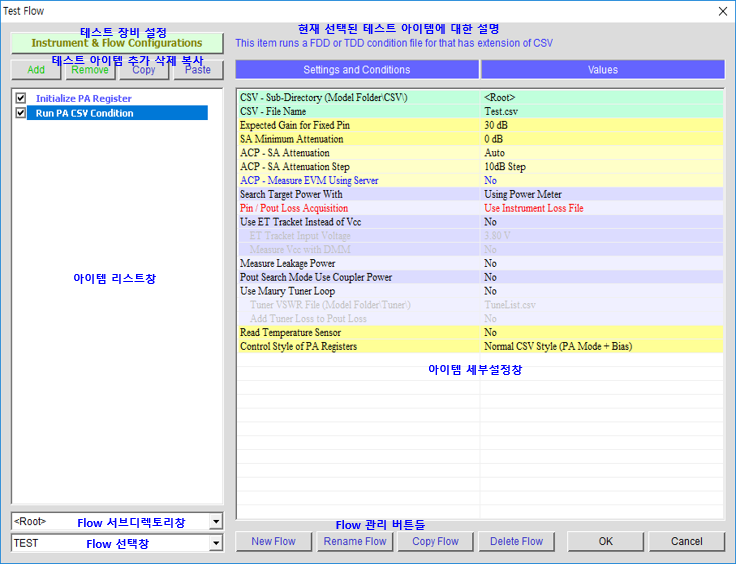 Test Flow
테스트 장비 설정
Instrument & Flow Configurations
현재 선택된 테스트 아이템에 대한 설명
This item runs a FDD or TDD condition file for that has extension of CSV
테스트 아이템 추가 삭제 복사
Add Remove Copy Paste
Settings and Conditions Values
Initialize PA Register
Run PA CSV Condition
CSV - Sub-Directory (Model Folder\CSV\) <Root>
CSV - File Name Test.csv
Expected Gain for Fixed Pin 30 dB
SA Minimum Attenuation 0 dB
ACP - SA Attenuation Auto
ACP - SA Attenuation Step 10dB Step
ACP - Measure EVM Using Server No
Search Target Power With Using Power Meter
Pin / Pout Loss Acquisition Use Instrument Loss File
Use ET Tracket Instead of Vcc No
ET Tracket Input Voltage 3.80 V
Measure Vcc with DMM No
Measure Leakage Power No
Pout Search Mode Use Coupler Power No
Use Maury Tuner Loop No
Tuner VSWR File (Model Folder\Tuner\) TuneList.csv
Add Tuner Loss to Pout Loss No
Read Temperature Sensor No
Control Style of PA Registers Normal CSV Style (PA Mode + Bias)
아이템 리스트창
아이템 세부설정창
<Root> Flow 서브디렉토리창
TEST Flow 선택창
Flow 관리 버튼들
New Flow Rename Flow Copy Flow Delete Flow OK Cancel